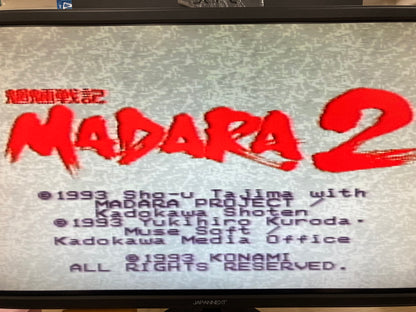 魍魎戦記
MADARA 2
©1993 Sho-u Tajima with
MADARA PROJECT /
Kadokawa Shoten
©1993 Yukihiro Kuroda·
Muse Soft /
Kadokawa Media Office
©1993 KONAMI
ALL RIGHTS RESERVED.
JAPANNEXT